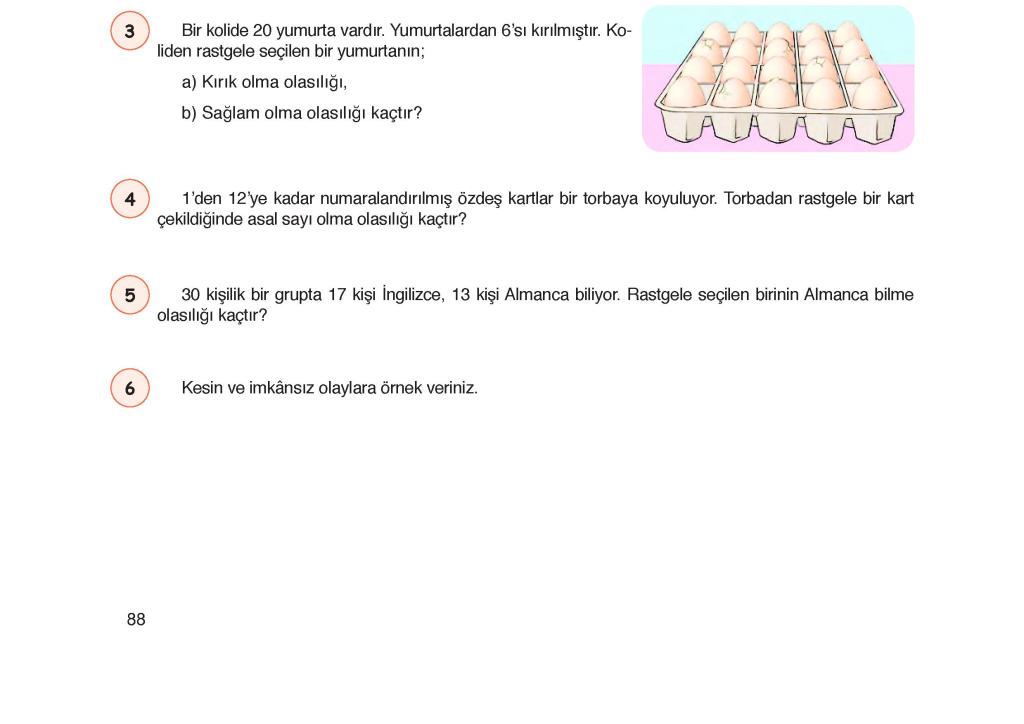 3 Bir kolide 20 yumurta vardır. Yumurtalardan 6’sı kırılmıştır. Ko-
liden rastgele seçilen bir yumurtanın;
a) Kırık olma olasılığı,
b) Sağlam olma olasılığı kaçtır?
4 1’den 12’ye kadar numaralandırılmış özdeş kartlar bir torbaya koyuluyor. Torbadan rastgele bir kart
çekildiğinde asal sayı olma olasılığı kaçtır?
5 30 kişilik bir grupta 17 kişi İngilizce, 13 kişi Almanca biliyor. Rastgele seçilen birinin Almanca bilme
olasılığı kaçtır?
6 Kesin ve imkânsız olaylara örnek veriniz.
88